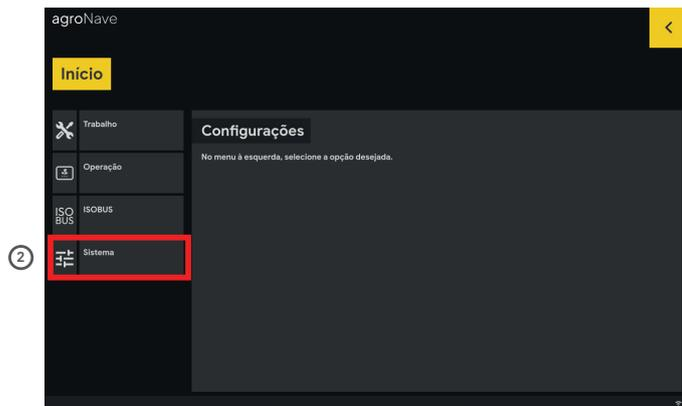 agroNave
Início
Trabalho
Operação
ISO
BUS
ISOBUS
2
Sistema
Configurações
No menu à esquerda, selecione a opção desejada.